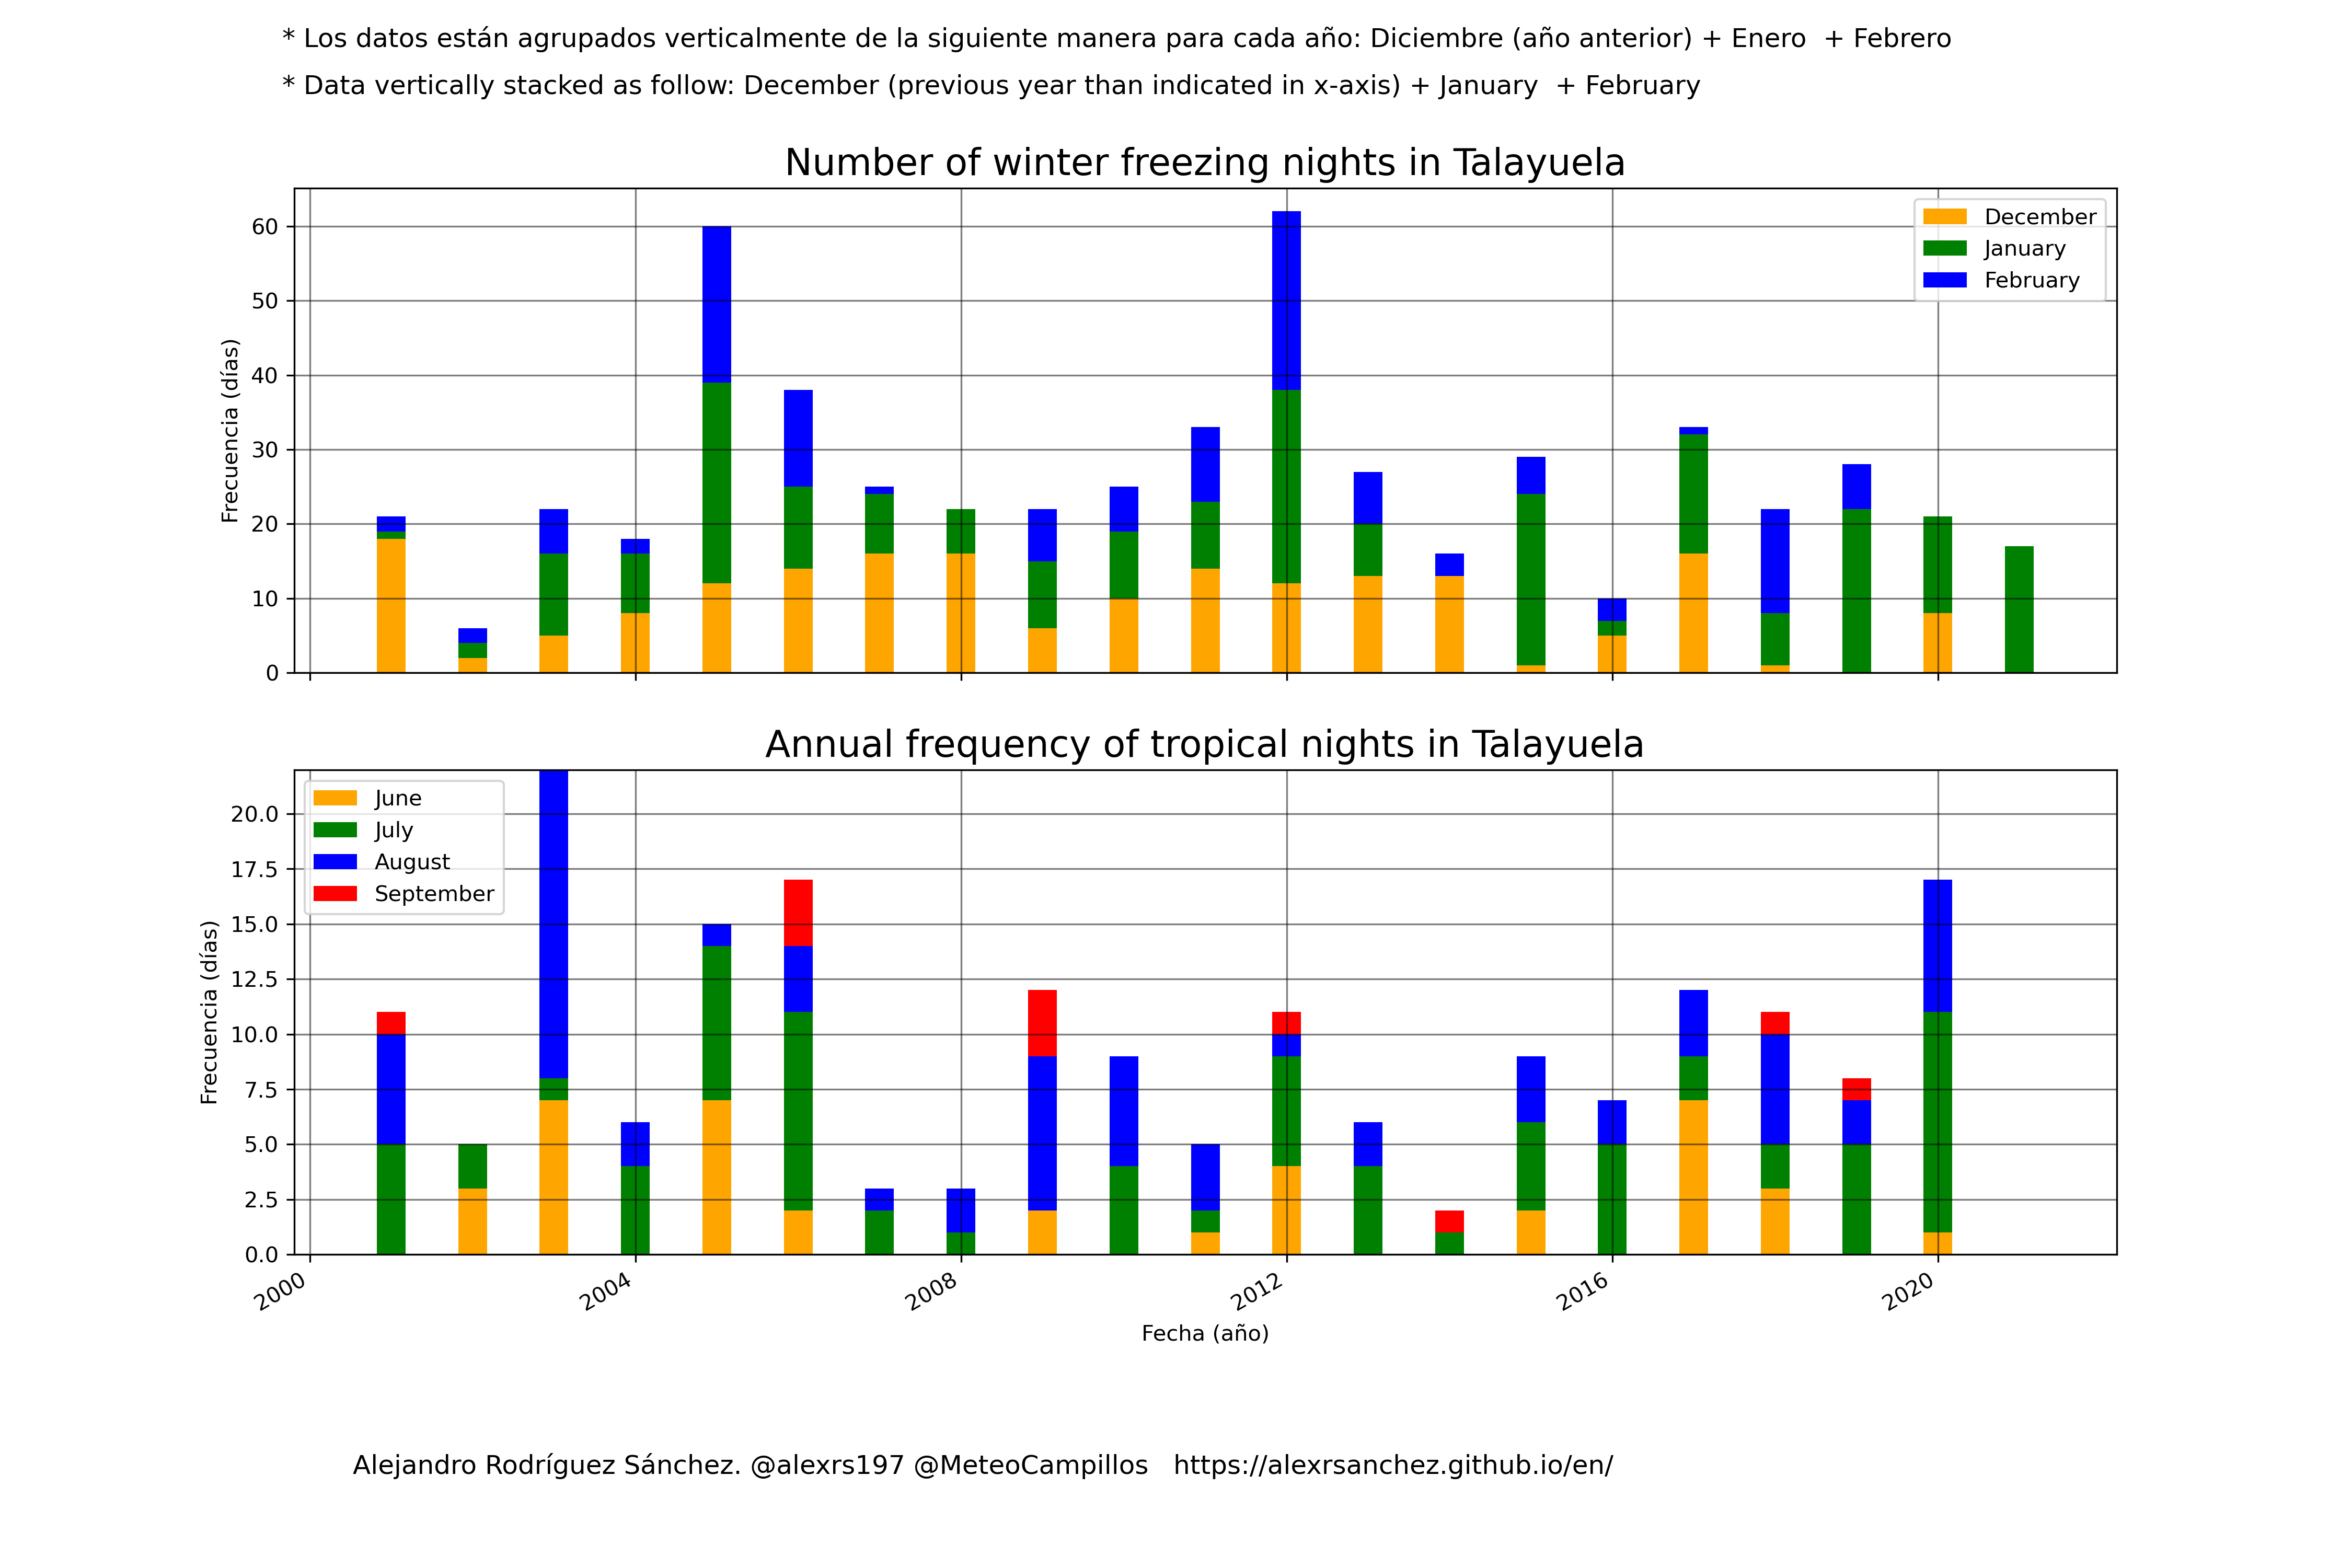 * Los datos están agrupados verticalmente de la siguiente manera para cada año: Diciembre (año anterior) + Enero  + Febrero
* Data vertically stacked as follow: December (previous year than indicated in x-axis) + January  + February
Number of winter freezing nights in Talayuela
Frecuencia (días)
60
50
40
30
20
10
0
December
January
February
Annual frequency of tropical nights in Talayuela
Frecuencia (días)
20.0
17.5
15.0
12.5
10.0
7.5
5.0
2.5
0.0
June
July
August
September
2000
2004
2008
2012
2016
2020
Fecha (año)
Alejandro Rodríguez Sánchez. @alexrs197 @MeteoCampillos   https://alexrsanchez.github.io/en/